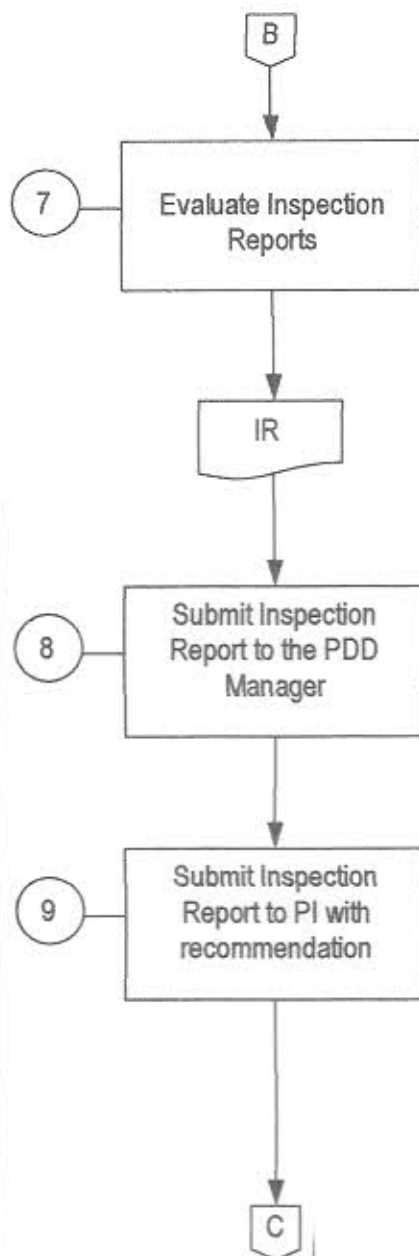 B
7
Evaluate Inspection
Reports
IR
8
Submit Inspection
Report to the PDD
Manager
9
Submit Inspection
Report to PI with
recommendation
C